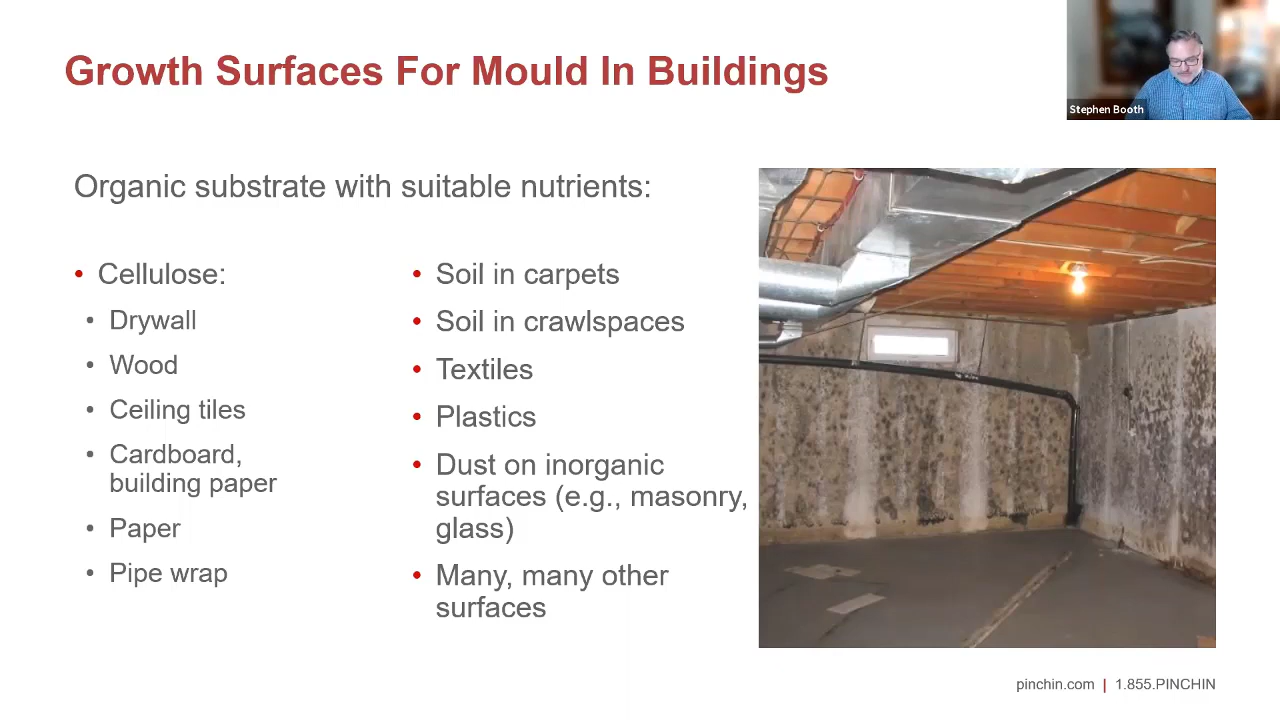 Growth Surfaces For Mould In Buildings
Stephen Booth
Organic substrate with suitable nutrients:
• Cellulose:
• Drywall
• Wood
• Ceiling tiles
• Cardboard,
building paper
• Paper
• Pipe wrap
• Soil in carpets
• Soil in crawlspaces
• Textiles
• Plastics
• Dust on inorganic
surfaces (e.g., masonry,
glass)
• Many, many other
surfaces
pinchin.com | 1.855.PINCHIN